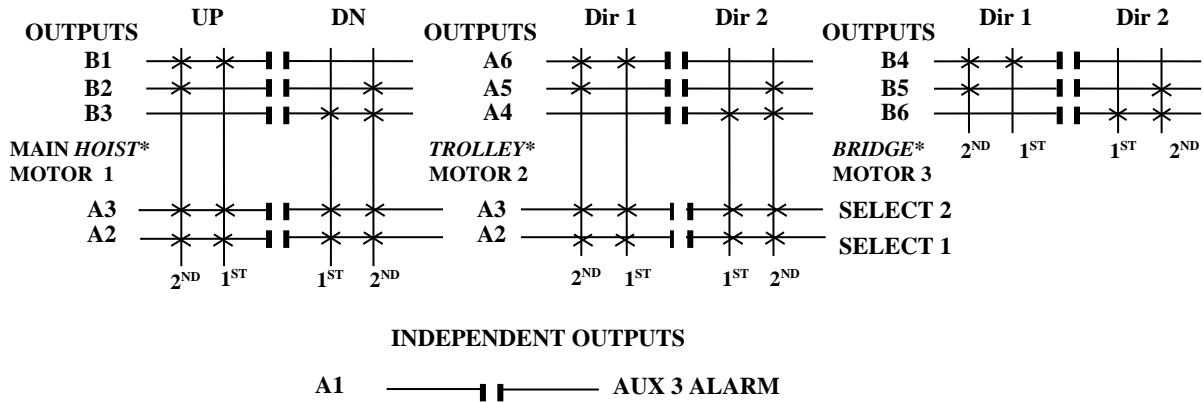 UP DN Dir 1 Dir 2 Dir 1 Dir 2
OUTPUTS OUTPUTS OUTPUTS
B1 A6 B4
B2 A5 B5
B3 A4 B6
2ND 1ST 1ST 2ND
MAIN HOIST* TROLLEY* BRIDGE*
MOTOR 1 MOTOR 2 MOTOR 3
A3 A3 SELECT 2
A2 A2 SELECT 1
2ND 1ST 1ST 2ND 2ND 1ST 1ST 2ND
INDEPENDENT OUTPUTS
A1 AUX 3 ALARM